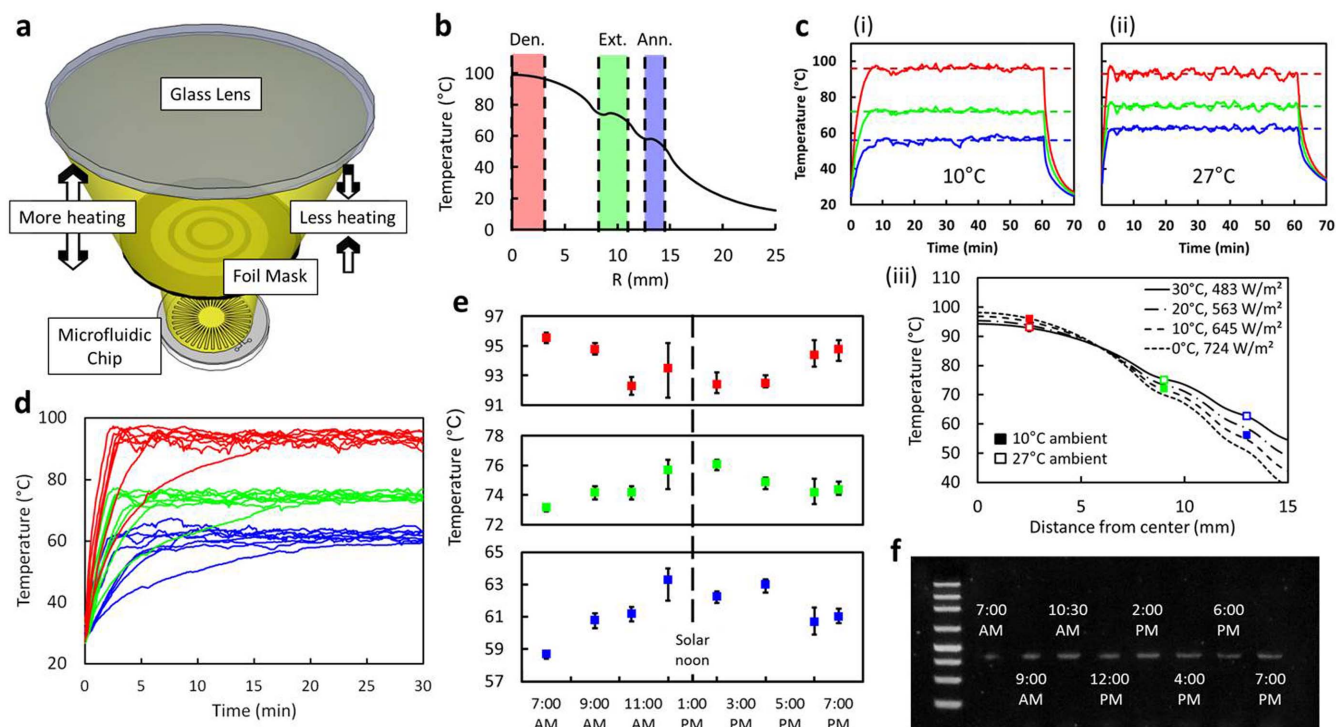 a
Glass Lens
More heating
Less heating
Foil Mask
Microfluidic
Chip
b
Den.
Ext.
Ann.
Temperature (°C)
100
80
60
40
20
0
0
5
10
15
20
25
R (mm)
c
(i)
(ii)
Temperature (°C)
100
80
60
40
20
10°C
27°C
0 10 20 30 40 50 60 70
0 10 20 30 40 50 60 70
Time (min)
Time (min)
(iii)
Temperature (°C)
110
100
90
80
70
60
50
40
30°C, 483 W/m²
20°C, 563 W/m²
10°C, 645 W/m²
0°C, 724 W/m²
10°C ambient
27°C ambient
0
5
10
15
Distance from center (mm)
d
Temperature (°C)
100
80
60
40
20
0
5
10
15
20
25
30
Time (min)
e
Temperature (°C)
97
95
93
91
78
76
74
72
65
63
61
59
57
Solar
noon
7:00 9:00 11:00 1:00 3:00 5:00 7:00
AM AM AM PM PM PM PM
f
7:00
AM
10:30
AM
2:00
PM
6:00
PM
9:00
AM
12:00
PM
4:00
PM
7:00
PM